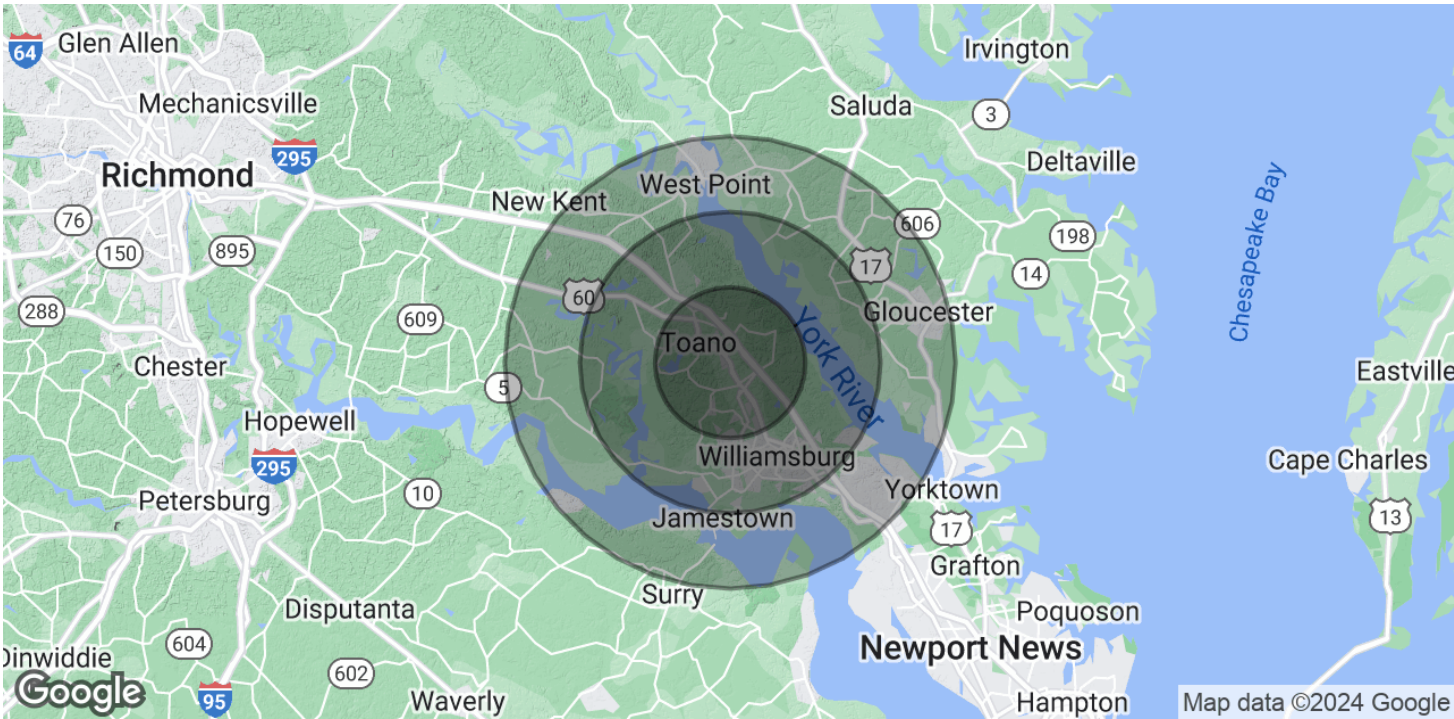 Glen Allen
64
Irvington
Mechanicsville
Saluda
3
295
Deltaville
Richmond
West Point
New Kent
76
606
198
150
895
17
14
60
288
609
Gloucester
Chesapeake Bay
Toano
York River
Chester
Eastville
5
Hopewell
Williamsburg
Cape Charles
295
Yorktown
10
Petersburg
Jamestown
17
13
Grafton
Surry
Disputanta
Poquoson
604
Newport News
Dinwiddie
602
Google
95
Waverly
Hampton
Map data ©2024 Google